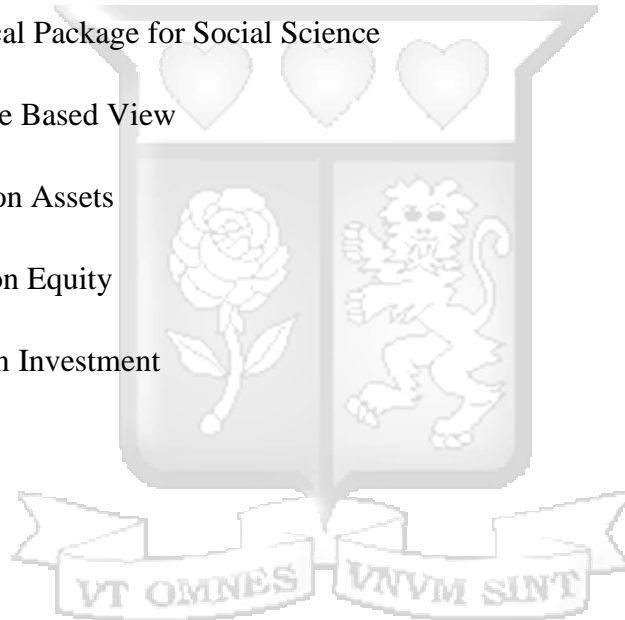 cal Package for Social Science
e Based View
on Assets
on Equity
n Investment
VT OMNES VNVM SINT